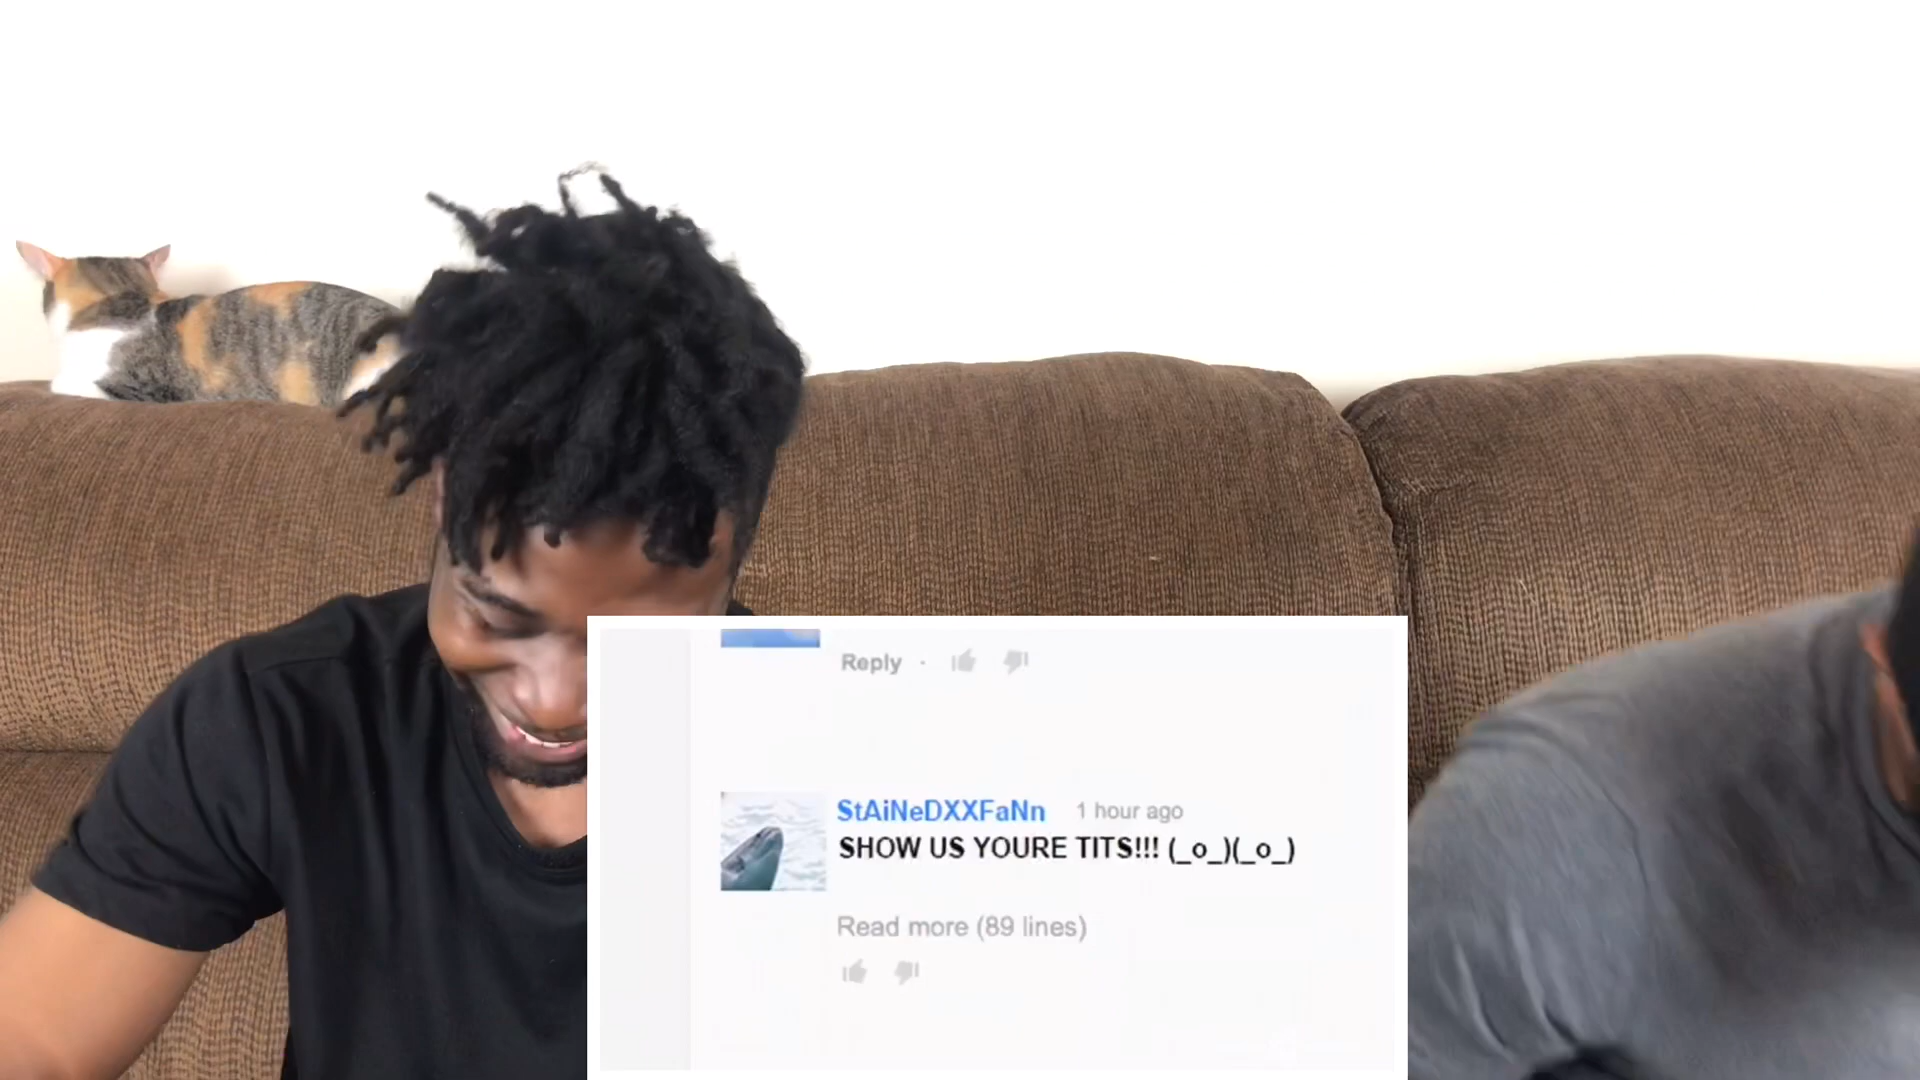 Reply ·
StAiNeDXXFaNn 1 hour ago
SHOW US YOURE TITS!!! (_o_)(_o_)
Read more (89 lines)